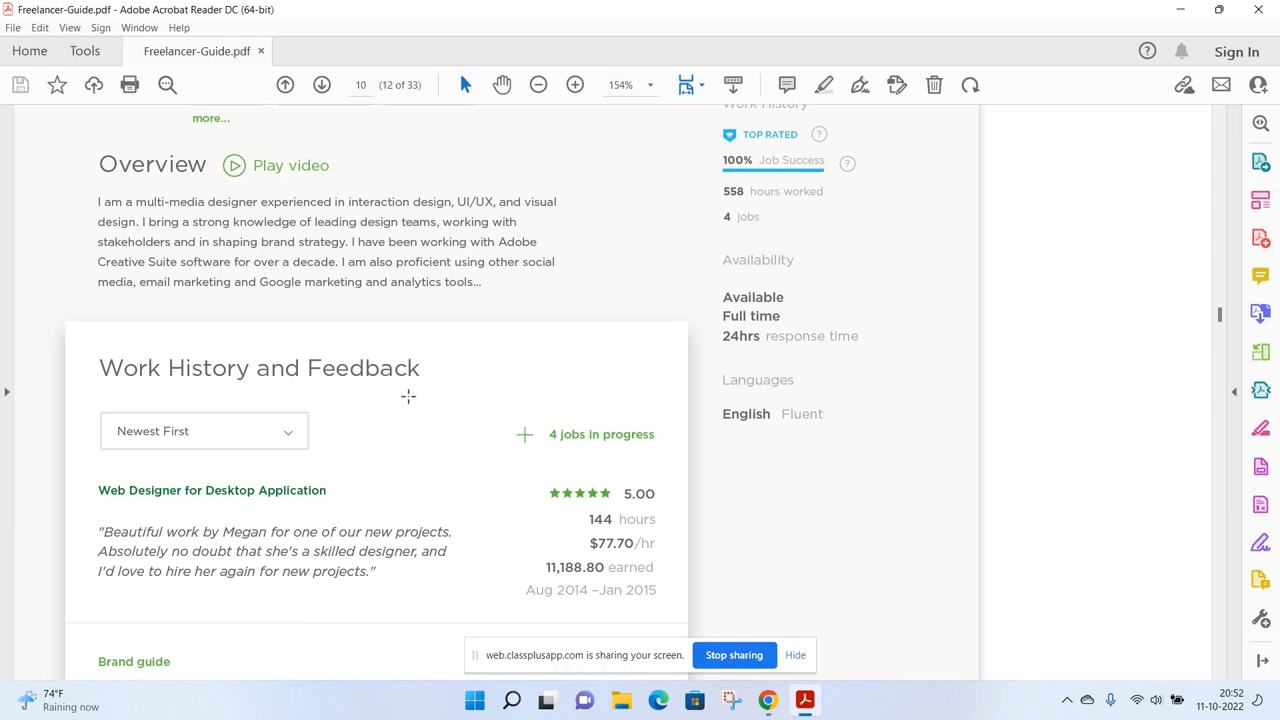 Freelancer-Guide.pdf - Adobe Acrobat Reader DC (64-bit)
File Edit View Sign Window Help
Home Tools Freelancer-Guide.pdf × Sign In
10 (12 of 33) 154%
more...
Overview Play video
I am a multi-media designer experienced in interaction design, UI/UX, and visual
design. I bring a strong knowledge of leading design teams, working with
stakeholders and in shaping brand strategy. I have been working with Adobe
Creative Suite software for over a decade. I am also proficient using other social
media, email marketing and Google marketing and analytics tools...
Work History
TOP RATED ?
100% Job Success ?
558 hours worked
4 jobs
Availability
Available
Full time
24hrs response time
Languages
English Fluent
Work History and Feedback
Newest First
4 jobs in progress
Web Designer for Desktop Application
"Beautiful work by Megan for one of our new projects.
Absolutely no doubt that she's a skilled designer, and
I'd love to hire her again for new projects."
5.00
144 hours
$77.70/hr
11,188.80 earned
Aug 2014 –Jan 2015
Brand guide
web.classplusapp.com is sharing your screen. Stop sharing Hide
74°F
Raining now
20:52
11-10-2022